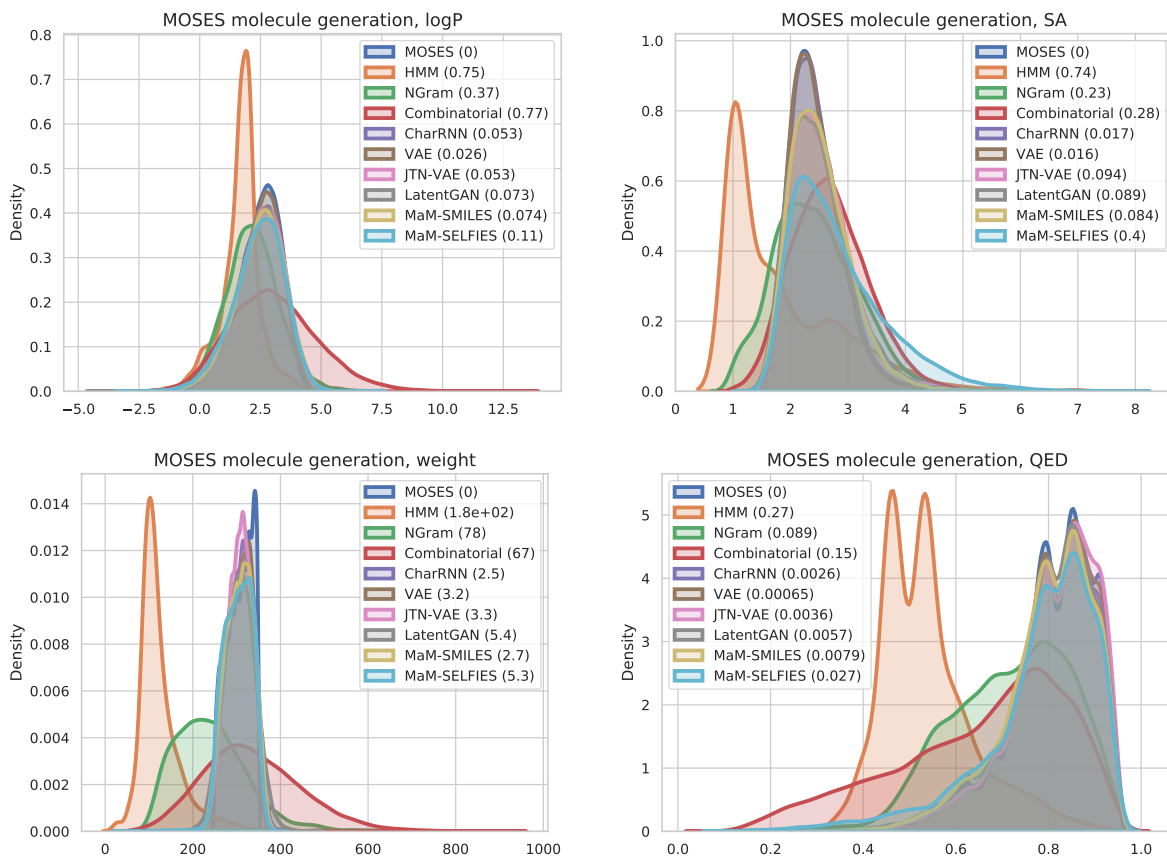 MOSES molecule generation, logP
0.8
0.7
0.6
0.5
0.4
0.3
0.2
0.1
0.0
Density
−5.0 −2.5 0.0 2.5 5.0 7.5 10.0 12.5
MOSES (0)
HMM (0.75)
NGram (0.37)
Combinatorial (0.77)
CharRNN (0.053)
VAE (0.026)
JTN-VAE (0.053)
LatentGAN (0.073)
MaM-SMILES (0.074)
MaM-SELFIES (0.11)
MOSES molecule generation, SA
1.0
0.8
0.6
0.4
0.2
0.0
Density
0 1 2 3 4 5 6 7 8
MOSES (0)
HMM (0.74)
NGram (0.23)
Combinatorial (0.28)
CharRNN (0.017)
VAE (0.016)
JTN-VAE (0.094)
LatentGAN (0.089)
MaM-SMILES (0.084)
MaM-SELFIES (0.4)
MOSES molecule generation, weight
0.014
0.012
0.010
0.008
0.006
0.004
0.002
0.000
Density
0 200 400 600 800 1000
MOSES (0)
HMM (1.8e+02)
NGram (78)
Combinatorial (67)
CharRNN (2.5)
VAE (3.2)
JTN-VAE (3.3)
LatentGAN (5.4)
MaM-SMILES (2.7)
MaM-SELFIES (5.3)
MOSES molecule generation, QED
5
4
3
2
1
0
Density
0.0 0.2 0.4 0.6 0.8 1.0
MOSES (0)
HMM (0.27)
NGram (0.089)
Combinatorial (0.15)
CharRNN (0.0026)
VAE (0.00065)
JTN-VAE (0.0036)
LatentGAN (0.0057)
MaM-SMILES (0.0079)
MaM-SELFIES (0.027)